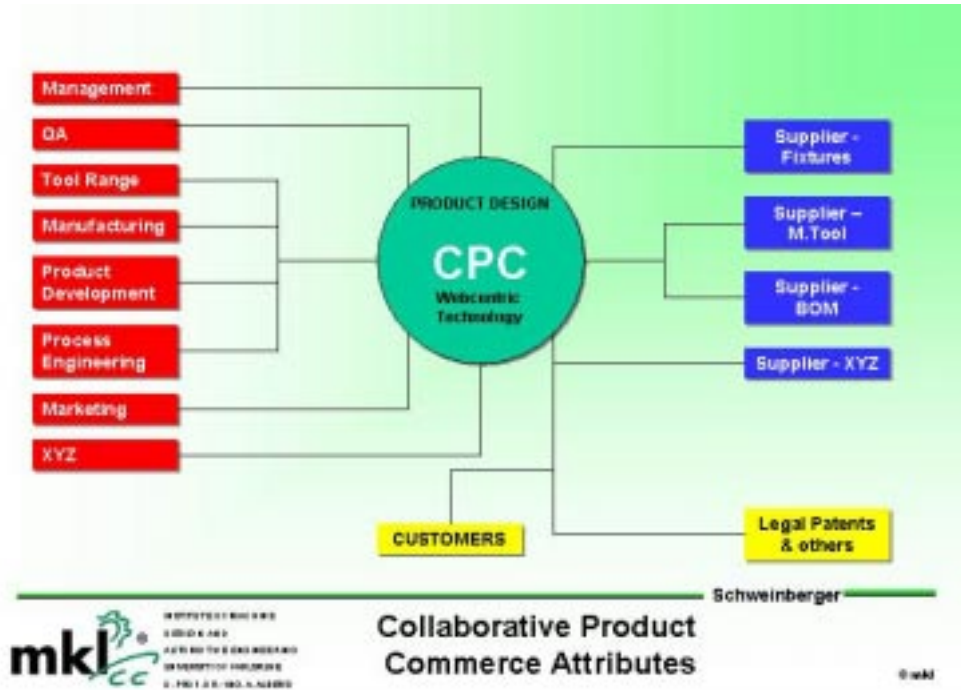 Management
QA
Tool Range
Manufacturing
Product
Development
Process
Engineering
Marketing
XYZ
PRODUCT DESIGN
CPC
Webcentric
Technology
Supplier -
Fixtures
Supplier –
M.Tool
Supplier -
BOM
Supplier - XYZ
CUSTOMERS
Legal Patents
& others
Schweinberger
mkl
cc
®
Collaborative Product
Commerce Attributes
© mkl